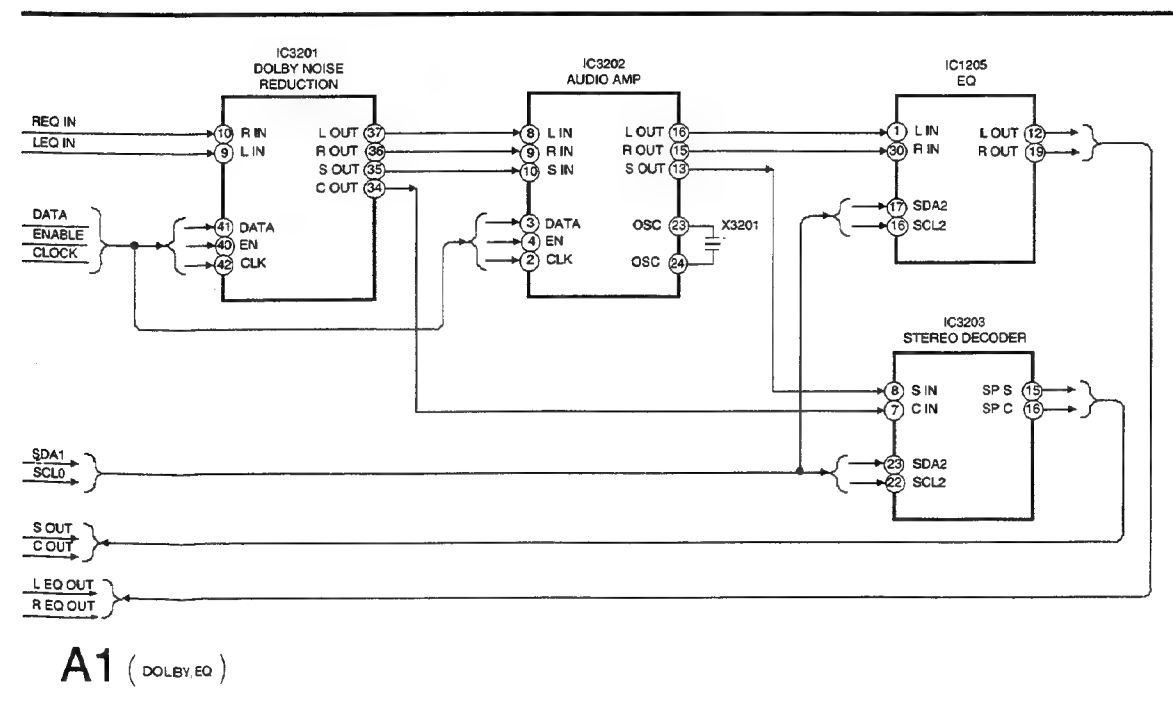 IC3201
DOLBY NOISE
REDUCTION
IC3202
AUDIO AMP
IC1205
EQ
REQ IN
LEQ IN
10 R IN
9 L IN
L OUT 37
R OUT 36
S OUT 35
C OUT 34
8 L IN
9 R IN
10 S IN
L OUT 16
R OUT 15
S OUT 13
1 L IN
30 R IN
L OUT 12
R OUT 19
DATA
ENABLE
CLOCK
41 DATA
40 EN
42 CLK
3 DATA
4 EN
2 CLK
OSC 23
X3201
OSC 24
17 SDA2
16 SCL2
IC3203
STEREO DECODER
8 S IN
7 C IN
SP S 15
SP C 16
SDA1
SCL0
23 SDA2
22 SCL2
S OUT
C OUT
L EQ OUT
R EQ OUT
A1 ( DOLBY, EQ )